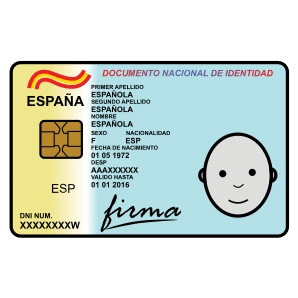 DOCUMENTO NACIONAL DE IDENTIDAD
ESPAÑA
PRIMER APELLIDO
ESPAÑOLA
SEGUNDO APELLIDO
ESPAÑOLA
NOMBRE
ESPAÑOLA
SEXO NACIONALIDAD
F ESP
FECHA DE NACIMIENTO
01 05 1972
DESP
AAAXXXXXX
VALIDO HASTA
01 01 2016
ESP
DNI NUM.
XXXXXXXXW
firma